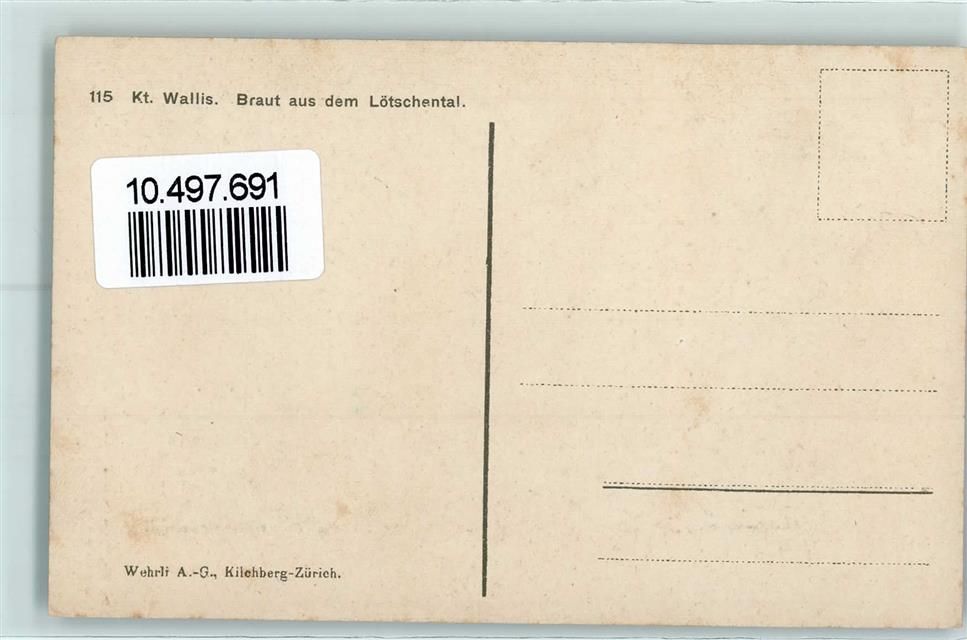 115 Kt. Wallis. Braut aus dem Lötschental.
10.497.691
Wehrli A.-G., Kilchberg-Zürich.